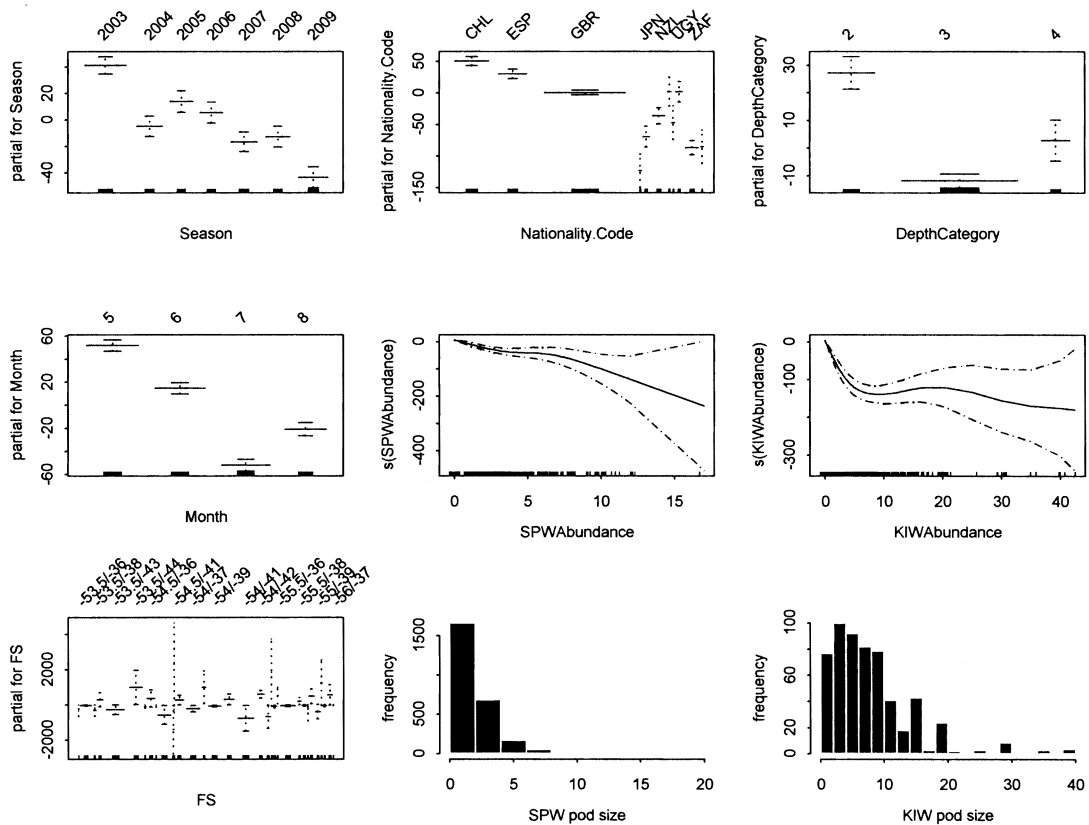 2003 2004 2005 2006 2007 2008 2009
partial for Season
20
0
-40
Season
CHL ESP GBR JPN NZL UGY ZAF
partial for Nationality.Code
50
0
-50
-150
Nationality.Code
2 3 4
partial for DepthCategory
30
10
-10
DepthCategory
5 6 7 8
partial for Month
60
20
-20
-60
Month
s(SPWAbundance)
0
-200
-400
0 5 10 15
SPWAbundance
s(KIWAbundance)
0
-100
-300
0 10 20 30 40
KIWAbundance
-53.5/-36 -53.5/-38 -53.5/-43 -53.5/-44 -54.5/-36 -54.5/-41 -54/-37 -54/-39 -54/-41 -54/-42 -55.5/-36 -55.5/-38 -55/-39 -56/-37
partial for FS
2000
-2000
FS
frequency
1500
500
0
0 5 10 15 20
SPW pod size
frequency
100
60
20
0
0 10 20 30 40
KIW pod size